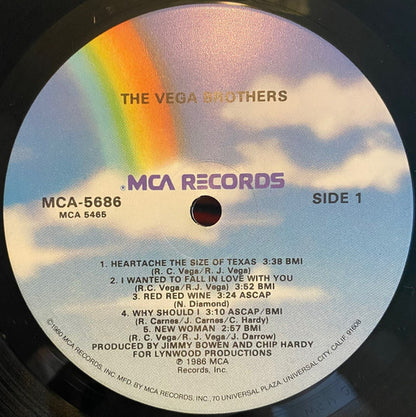 THE VEGA BROTHERS
MCA RECORDS
MCA-5686
SIDE 1
MCA 5465
1. HEARTACHE THE SIZE OF TEXAS 3:38 BMI
(R. C. Vega/R. J. Vega)
2. I WANTED TO FALL IN LOVE WITH YOU
(R.C. Vega/R. J. Vega) 3:52 BMI
3. RED RED WINE 3:24 ASCAP
(N. Diamond)
4. WHY SHOULD I 3:10 ASCAP/BMI
(R. Carnes/J. Carnes/C. Hardy)
5. NEW WOMAN 2:57 BMI
(R. C. Vega/R. J. Vega/J. Darrow)
PRODUCED BY JIMMY BOWEN AND CHIP HARDY
FOR LYNWOOD PRODUCTIONS
℗ 1986 MCA
Records, Inc.
©1980 MCA RECORDS, INC. MFG. BY MCA RECORDS, INC., 70 UNIVERSAL PLAZA, UNIVERSAL CITY, CALIF. 91608